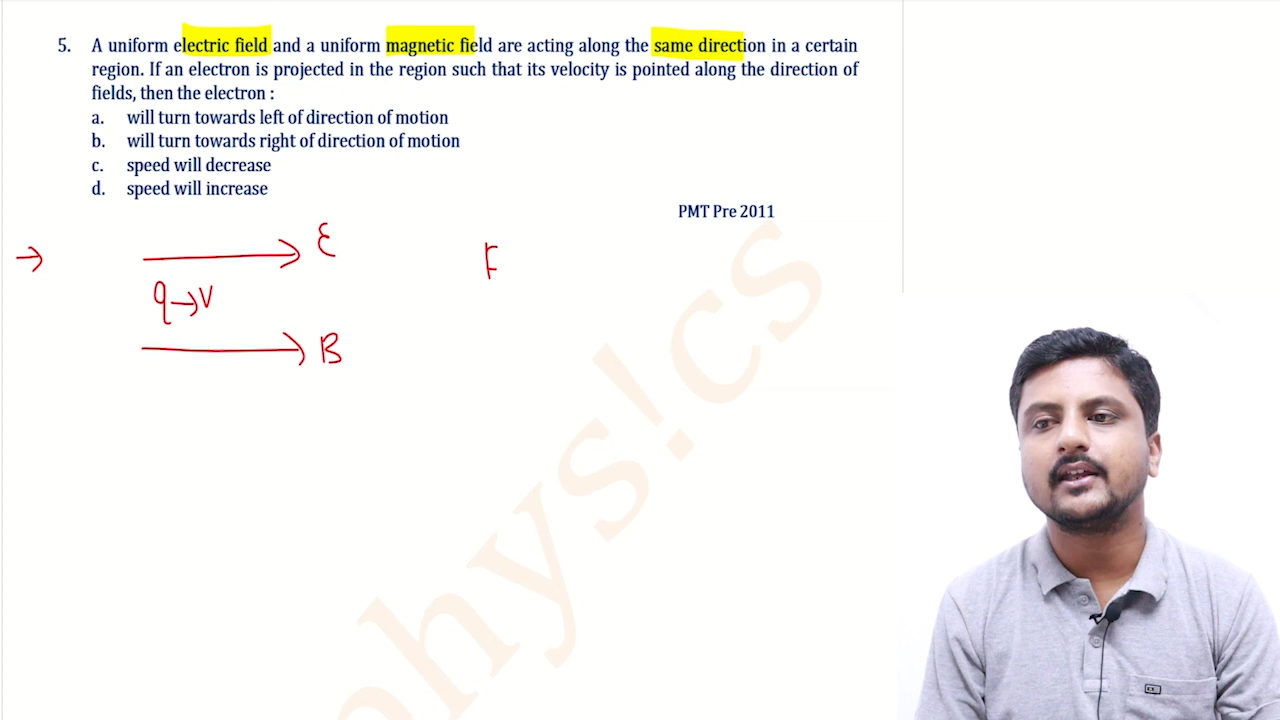 5. A uniform electric field and a uniform magnetic field are acting along the same direction in a certain
region. If an electron is projected in the region such that its velocity is pointed along the direction of
fields, then the electron :
a. will turn towards left of direction of motion
b. will turn towards right of direction of motion
c. speed will decrease
d. speed will increase
PMT Pre 2011
→ E F
q→v
B
phys!cs